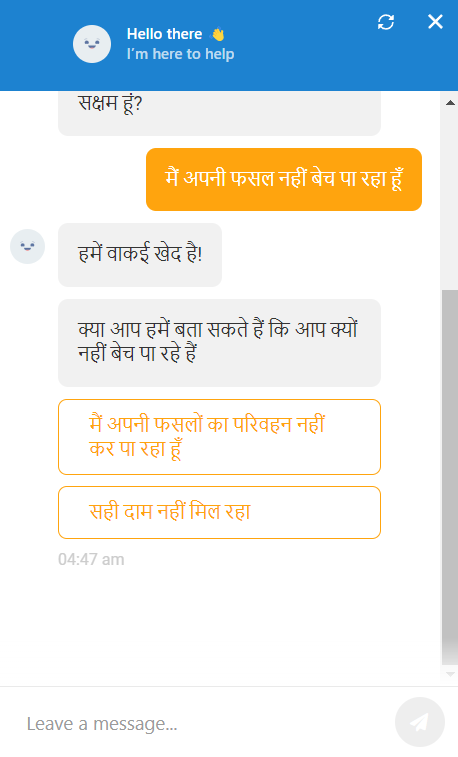 Hello there 👋
I'm here to help
सक्षम हूं?
मैं अपनी फसल नहीं बेच पा रहा हूँ
हमें वाकई खेद है!
क्या आप हमें बता सकते हैं कि आप क्यों
नहीं बेच पा रहे हैं
मैं अपनी फसलों का परिवहन नहीं
कर पा रहा हूँ
सही दाम नहीं मिल रहा
04:47 am
Leave a message...